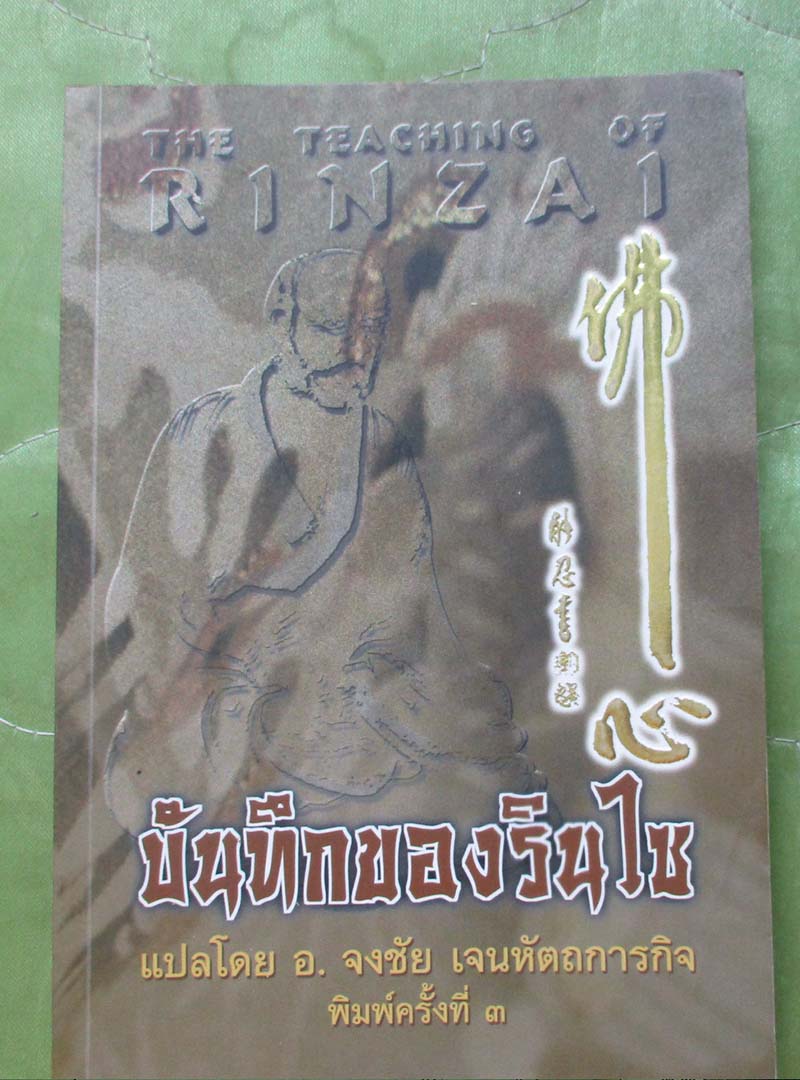 THE TEACHING OF
RINZAI
佛心
บันทึกของรินไซ
แปลโดย อ. จงชัย เจนหัตถการกิจ
พิมพ์ครั้งที่ ๓